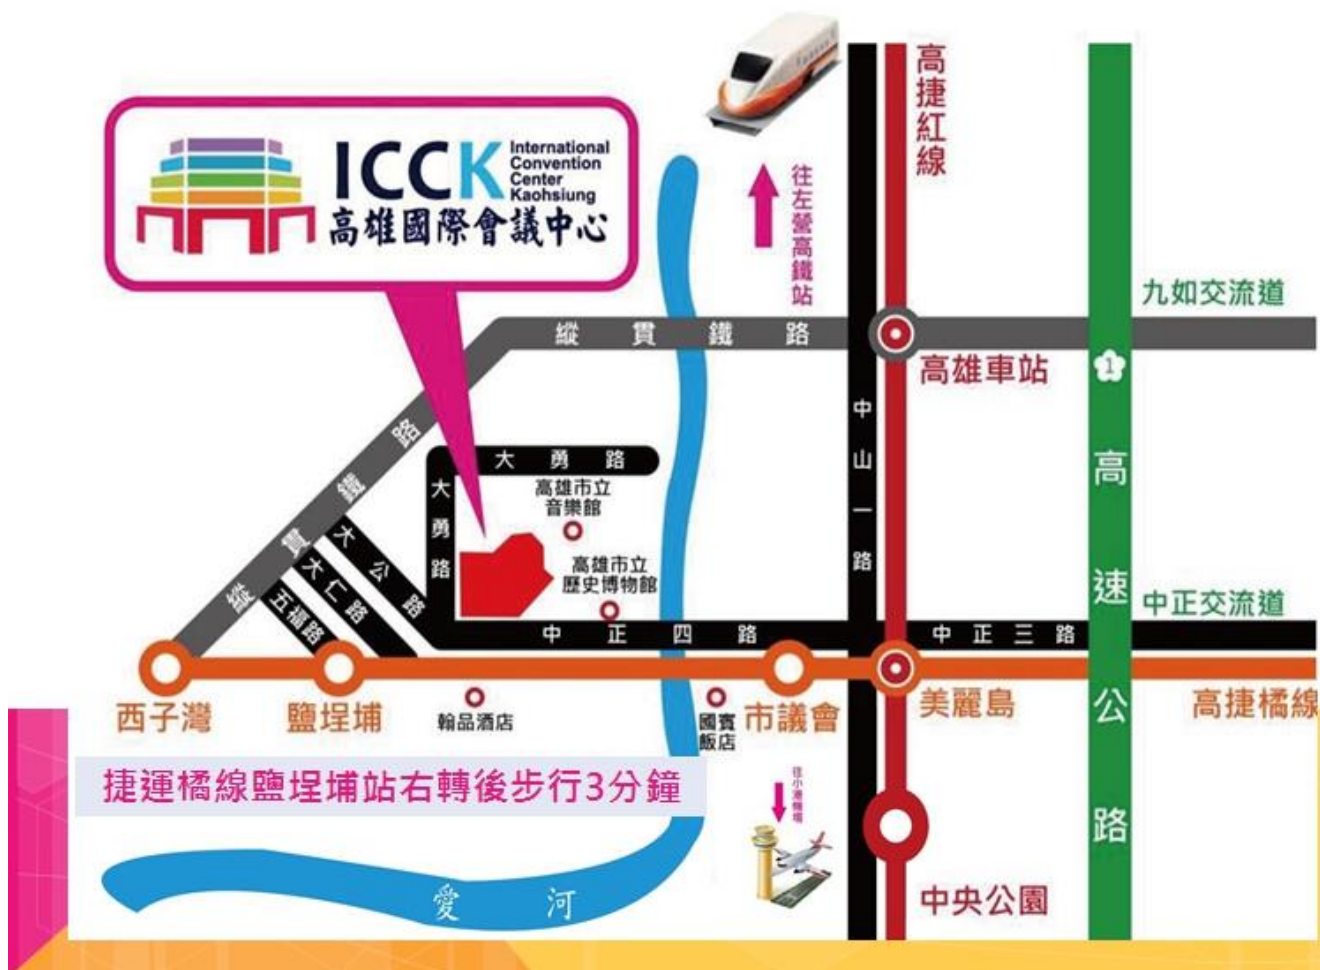 ICCK
International
Convention
Center
Kaohsiung
高雄國際會議中心
高捷紅線
往左營高鐵站
九如交流道
縱貫鐵路
高雄車站
1
高速公路
中山一路
縱貫鐵路
大勇路
大勇路
高雄市立
音樂館
高雄市立
歷史博物館
大公路
大仁路
五福路
中正四路
中正三路
中正交流道
西子灣
鹽埕埔
翰品酒店
國賓
飯店
市議會
美麗島
高捷橘線
捷運橘線鹽埕埔站右轉後步行3分鐘
往小港機場
中央公園
愛河